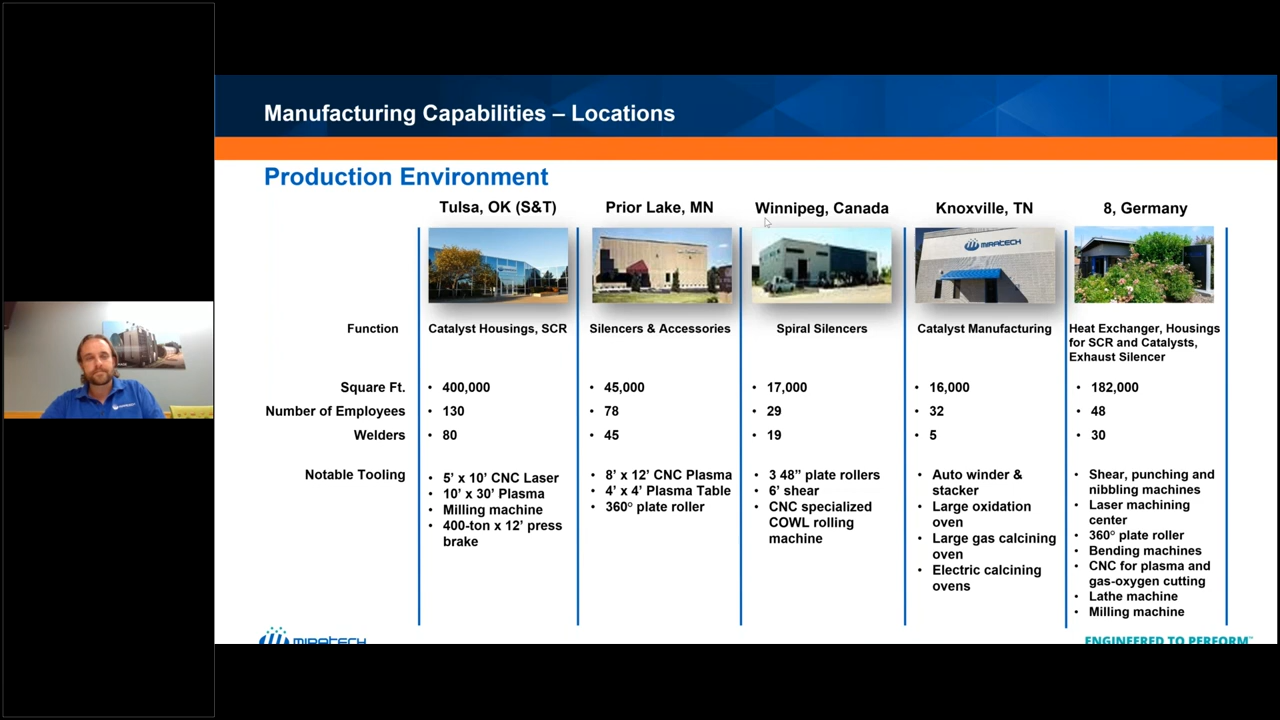 Manufacturing Capabilities – Locations
Production Environment
Tulsa, OK (S&T)
Prior Lake, MN
Winnipeg, Canada
Knoxville, TN
8, Germany
MIRATECH
Function
Catalyst Housings, SCR
Silencers & Accessories
Spiral Silencers
Catalyst Manufacturing
Heat Exchanger, Housings
for SCR and Catalysts,
Exhaust Silencer
Square Ft.
• 400,000
• 45,000
• 17,000
• 16,000
• 182,000
Number of Employees
• 130
• 78
• 29
• 32
• 48
Welders
• 80
• 45
• 19
• 5
• 30
Notable Tooling
• 5’ x 10’ CNC Laser
• 10’ x 30’ Plasma
• Milling machine
• 400-ton x 12’ press
brake
• 8’ x 12’ CNC Plasma
• 4’ x 4’ Plasma Table
• 360° plate roller
• 3 48” plate rollers
• 6’ shear
• CNC specialized
COWL rolling
machine
• Auto winder &
stacker
• Large oxidation
oven
• Large gas calcining
oven
• Electric calcining
ovens
• Shear, punching and
nibbling machines
• Laser machining
center
• 360° plate roller
• Bending machines
• CNC for plasma and
gas-oxygen cutting
• Lathe machine
• Milling machine
MIRATECH
ENGINEERED TO PERFORM™